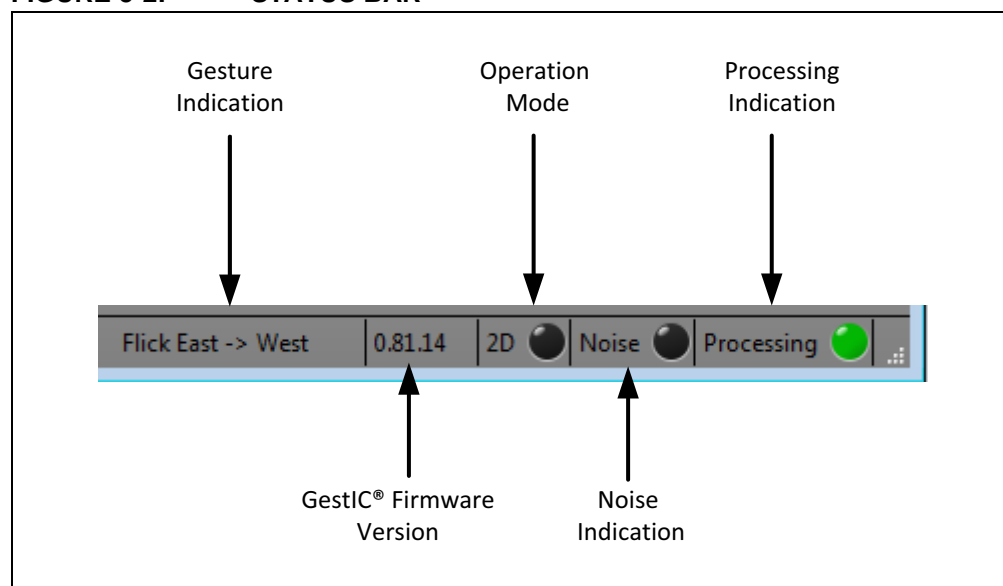 Gesture
Indication
Operation
Mode
Processing
Indication
Flick East -> West
0.81.14
2D
Noise
Processing
GestIC® Firmware
Version
Noise
Indication